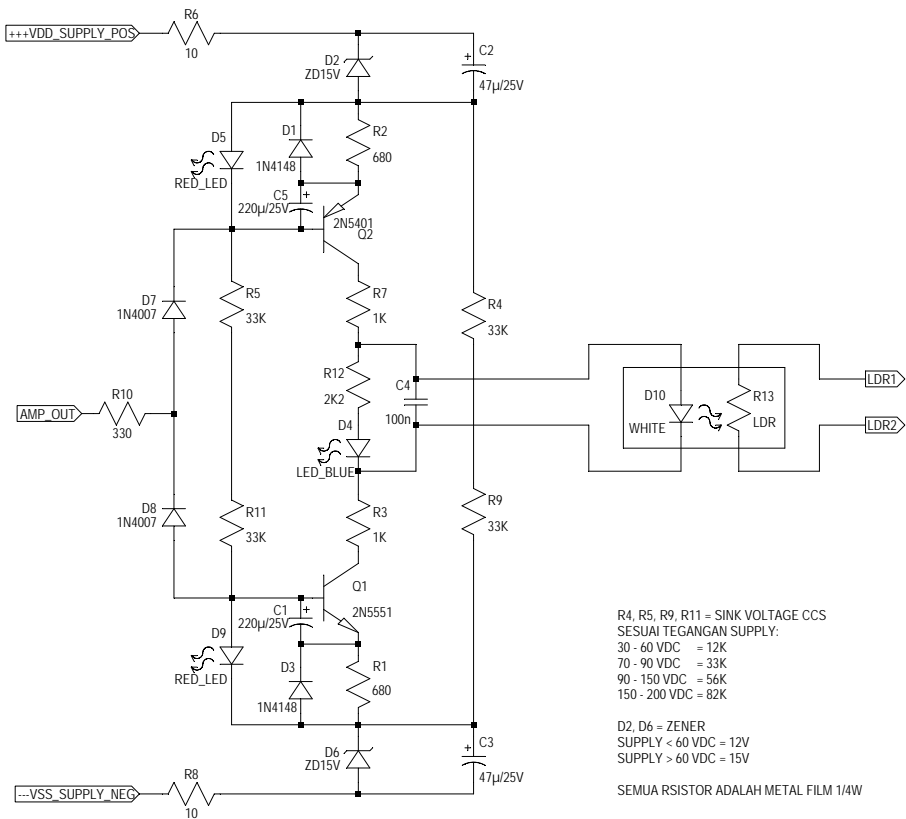 R6
+++VDD_SUPPLY_POS
10
D2
ZD15V
C2
47µ/25V
D5
RED_LED
D1
1N4148
R2
680
C5
220µ/25V
2N5401
Q2
D7
1N4007
R5
33K
R7
1K
R4
33K
R12
2K2
C4
100n
R10
AMP_OUT
330
D4
LED_BLUE
D10
WHITE
R13
LDR
LDR1
LDR2
D8
1N4007
R11
33K
R3
1K
R9
33K
Q1
2N5551
C1
220µ/25V
D9
RED_LED
D3
1N4148
R1
680
D6
ZD15V
C3
47µ/25V
R8
---VSS_SUPPLY_NEG
10
R4, R5, R9, R11 = SINK VOLTAGE CCS
SESUAI TEGANGAN SUPPLY:
30 - 60 VDC = 12K
70 - 90 VDC = 33K
90 - 150 VDC = 56K
150 - 200 VDC = 82K
D2, D6 = ZENER
SUPPLY < 60 VDC = 12V
SUPPLY > 60 VDC = 15V
SEMUA RSISTOR ADALAH METAL FILM 1/4W